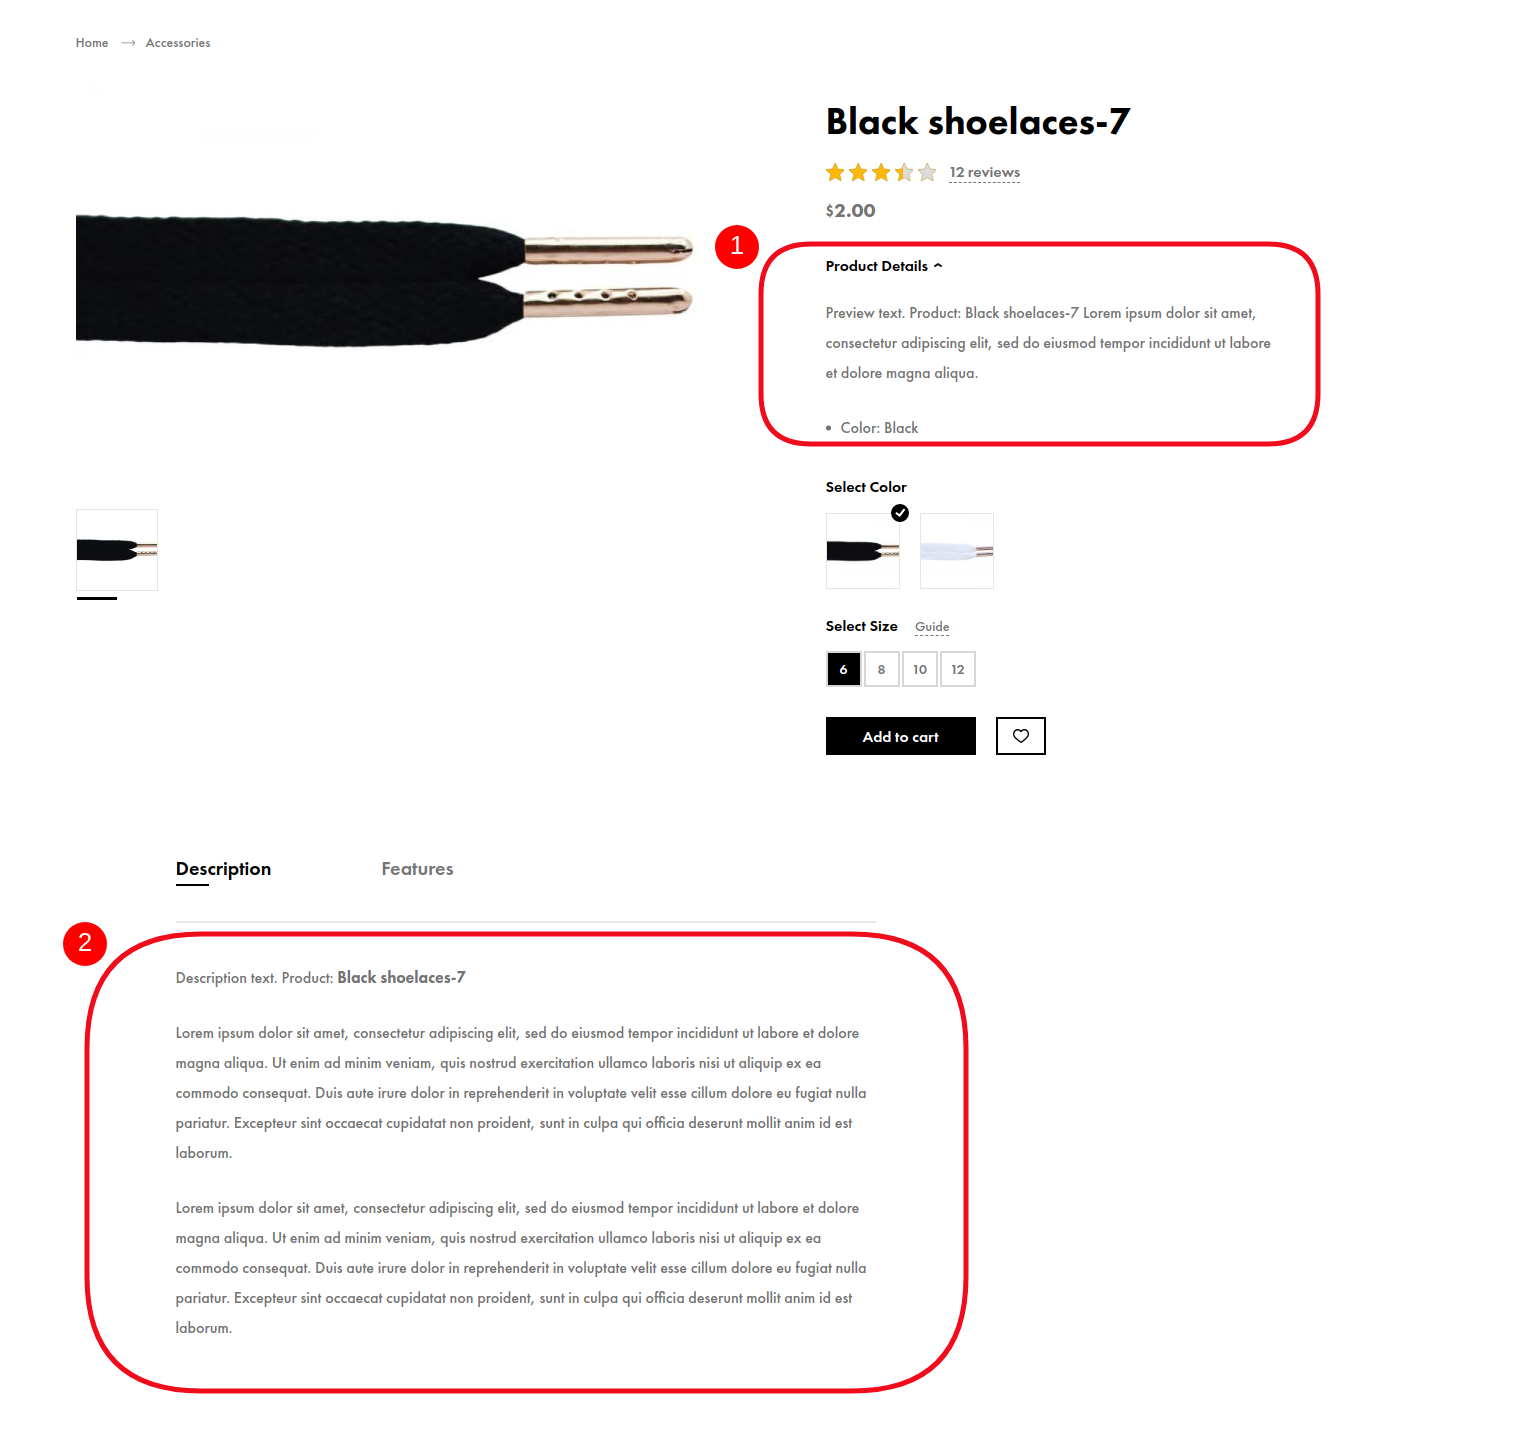 Home → Accessories
Black shoelaces-7
12 reviews
$2.00
1
Product Details
Preview text. Product: Black shoelaces-7 Lorem ipsum dolor sit amet,
consectetur adipiscing elit, sed do eiusmod tempor incididunt ut labore
et dolore magna aliqua.
• Color: Black
Select Color
Select Size Guide
6 8 10 12
Add to cart
Description Features
2
Description text. Product: Black shoelaces-7
Lorem ipsum dolor sit amet, consectetur adipiscing elit, sed do eiusmod tempor incididunt ut labore et dolore
magna aliqua. Ut enim ad minim veniam, quis nostrud exercitation ullamco laboris nisi ut aliquip ex ea
commodo consequat. Duis aute irure dolor in reprehenderit in voluptate velit esse cillum dolore eu fugiat nulla
pariatur. Excepteur sint occaecat cupidatat non proident, sunt in culpa qui officia deserunt mollit anim id est
laborum.
Lorem ipsum dolor sit amet, consectetur adipiscing elit, sed do eiusmod tempor incididunt ut labore et dolore
magna aliqua. Ut enim ad minim veniam, quis nostrud exercitation ullamco laboris nisi ut aliquip ex ea
commodo consequat. Duis aute irure dolor in reprehenderit in voluptate velit esse cillum dolore eu fugiat nulla
pariatur. Excepteur sint occaecat cupidatat non proident, sunt in culpa qui officia deserunt mollit anim id est
laborum.